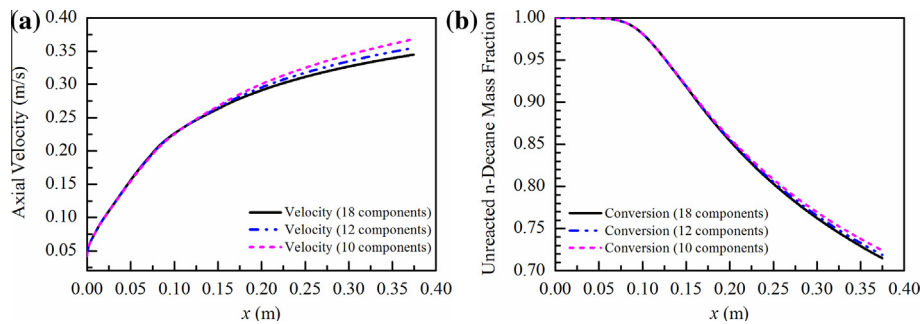 (a)
0.40
0.35
0.30
0.25
0.20
0.15
0.10
0.05
Axial Velocity (m/s)
Velocity (18 components)
Velocity (12 components)
Velocity (10 components)
0.00 0.05 0.10 0.15 0.20 0.25 0.30 0.35 0.40
x (m)
(b)
1.00
0.95
0.90
0.85
0.80
0.75
0.70
Unreacted n-Decane Mass Fraction
Conversion (18 components)
Conversion (12 components)
Conversion (10 components)
0.00 0.05 0.10 0.15 0.20 0.25 0.30 0.35 0.40
x (m)